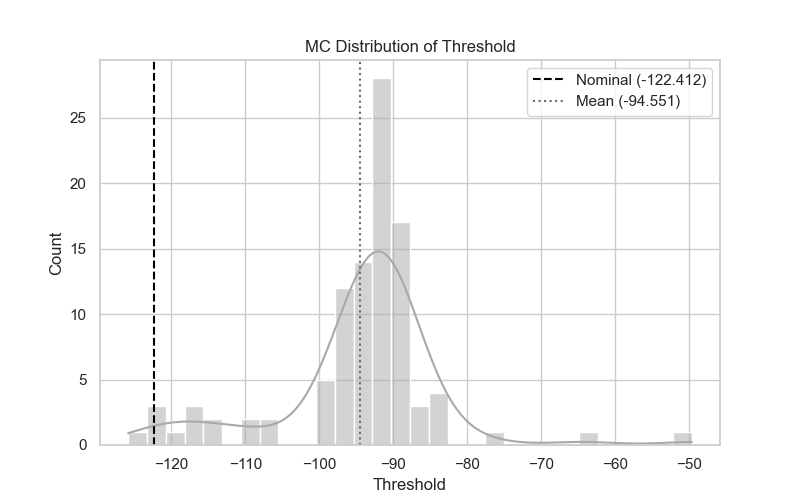 MC Distribution of Threshold
Nominal (-122.412)
Mean (-94.551)
Count
25
20
15
10
5
0
−120 −110 −100 −90 −80 −70 −60 −50
Threshold